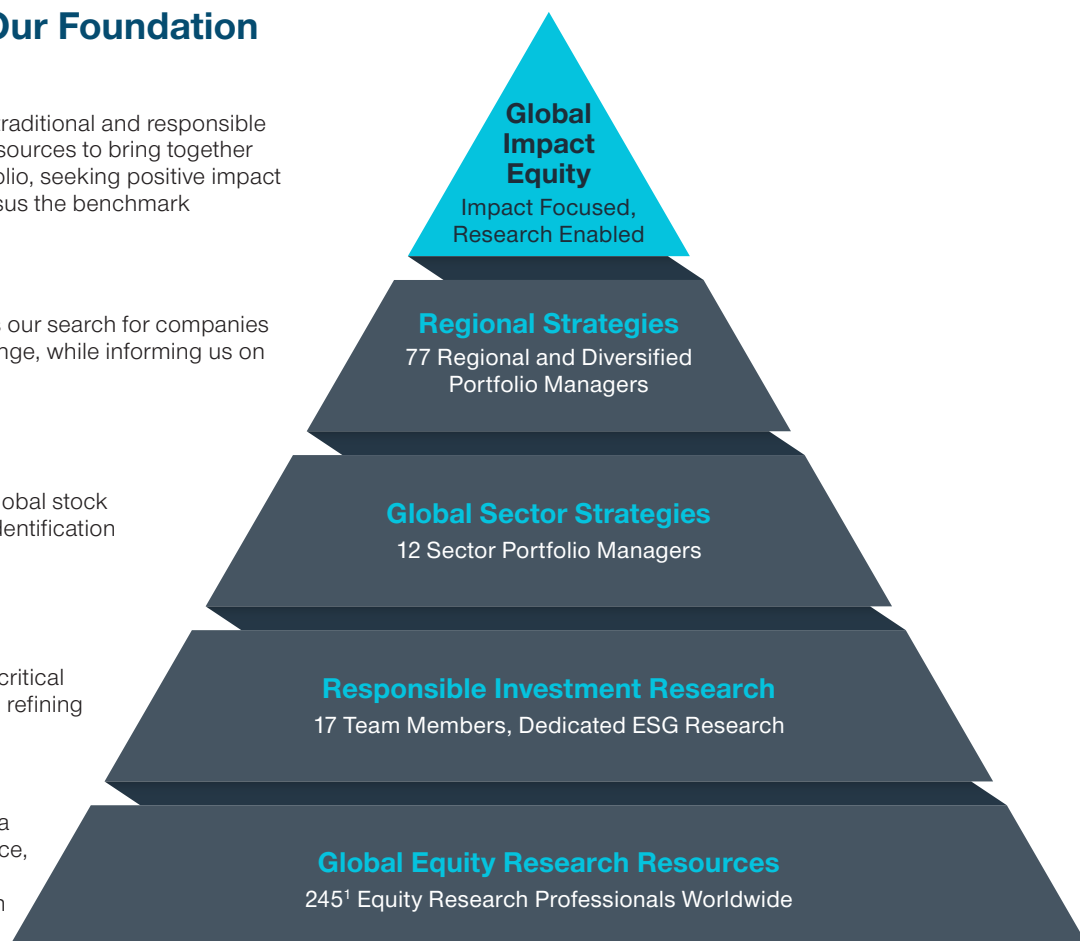 Our Foundation
traditional and responsible
sources to bring together
olio, seeking positive impact
sus the benchmark
s our search for companies
nge, while informing us on
lobal stock
dentification
critical
refining
a
ce,
n
Global
Impact
Equity
Impact Focused,
Research Enabled
Regional Strategies
77 Regional and Diversified
Portfolio Managers
Global Sector Strategies
12 Sector Portfolio Managers
Responsible Investment Research
17 Team Members, Dedicated ESG Research
Global Equity Research Resources
245¹ Equity Research Professionals Worldwide